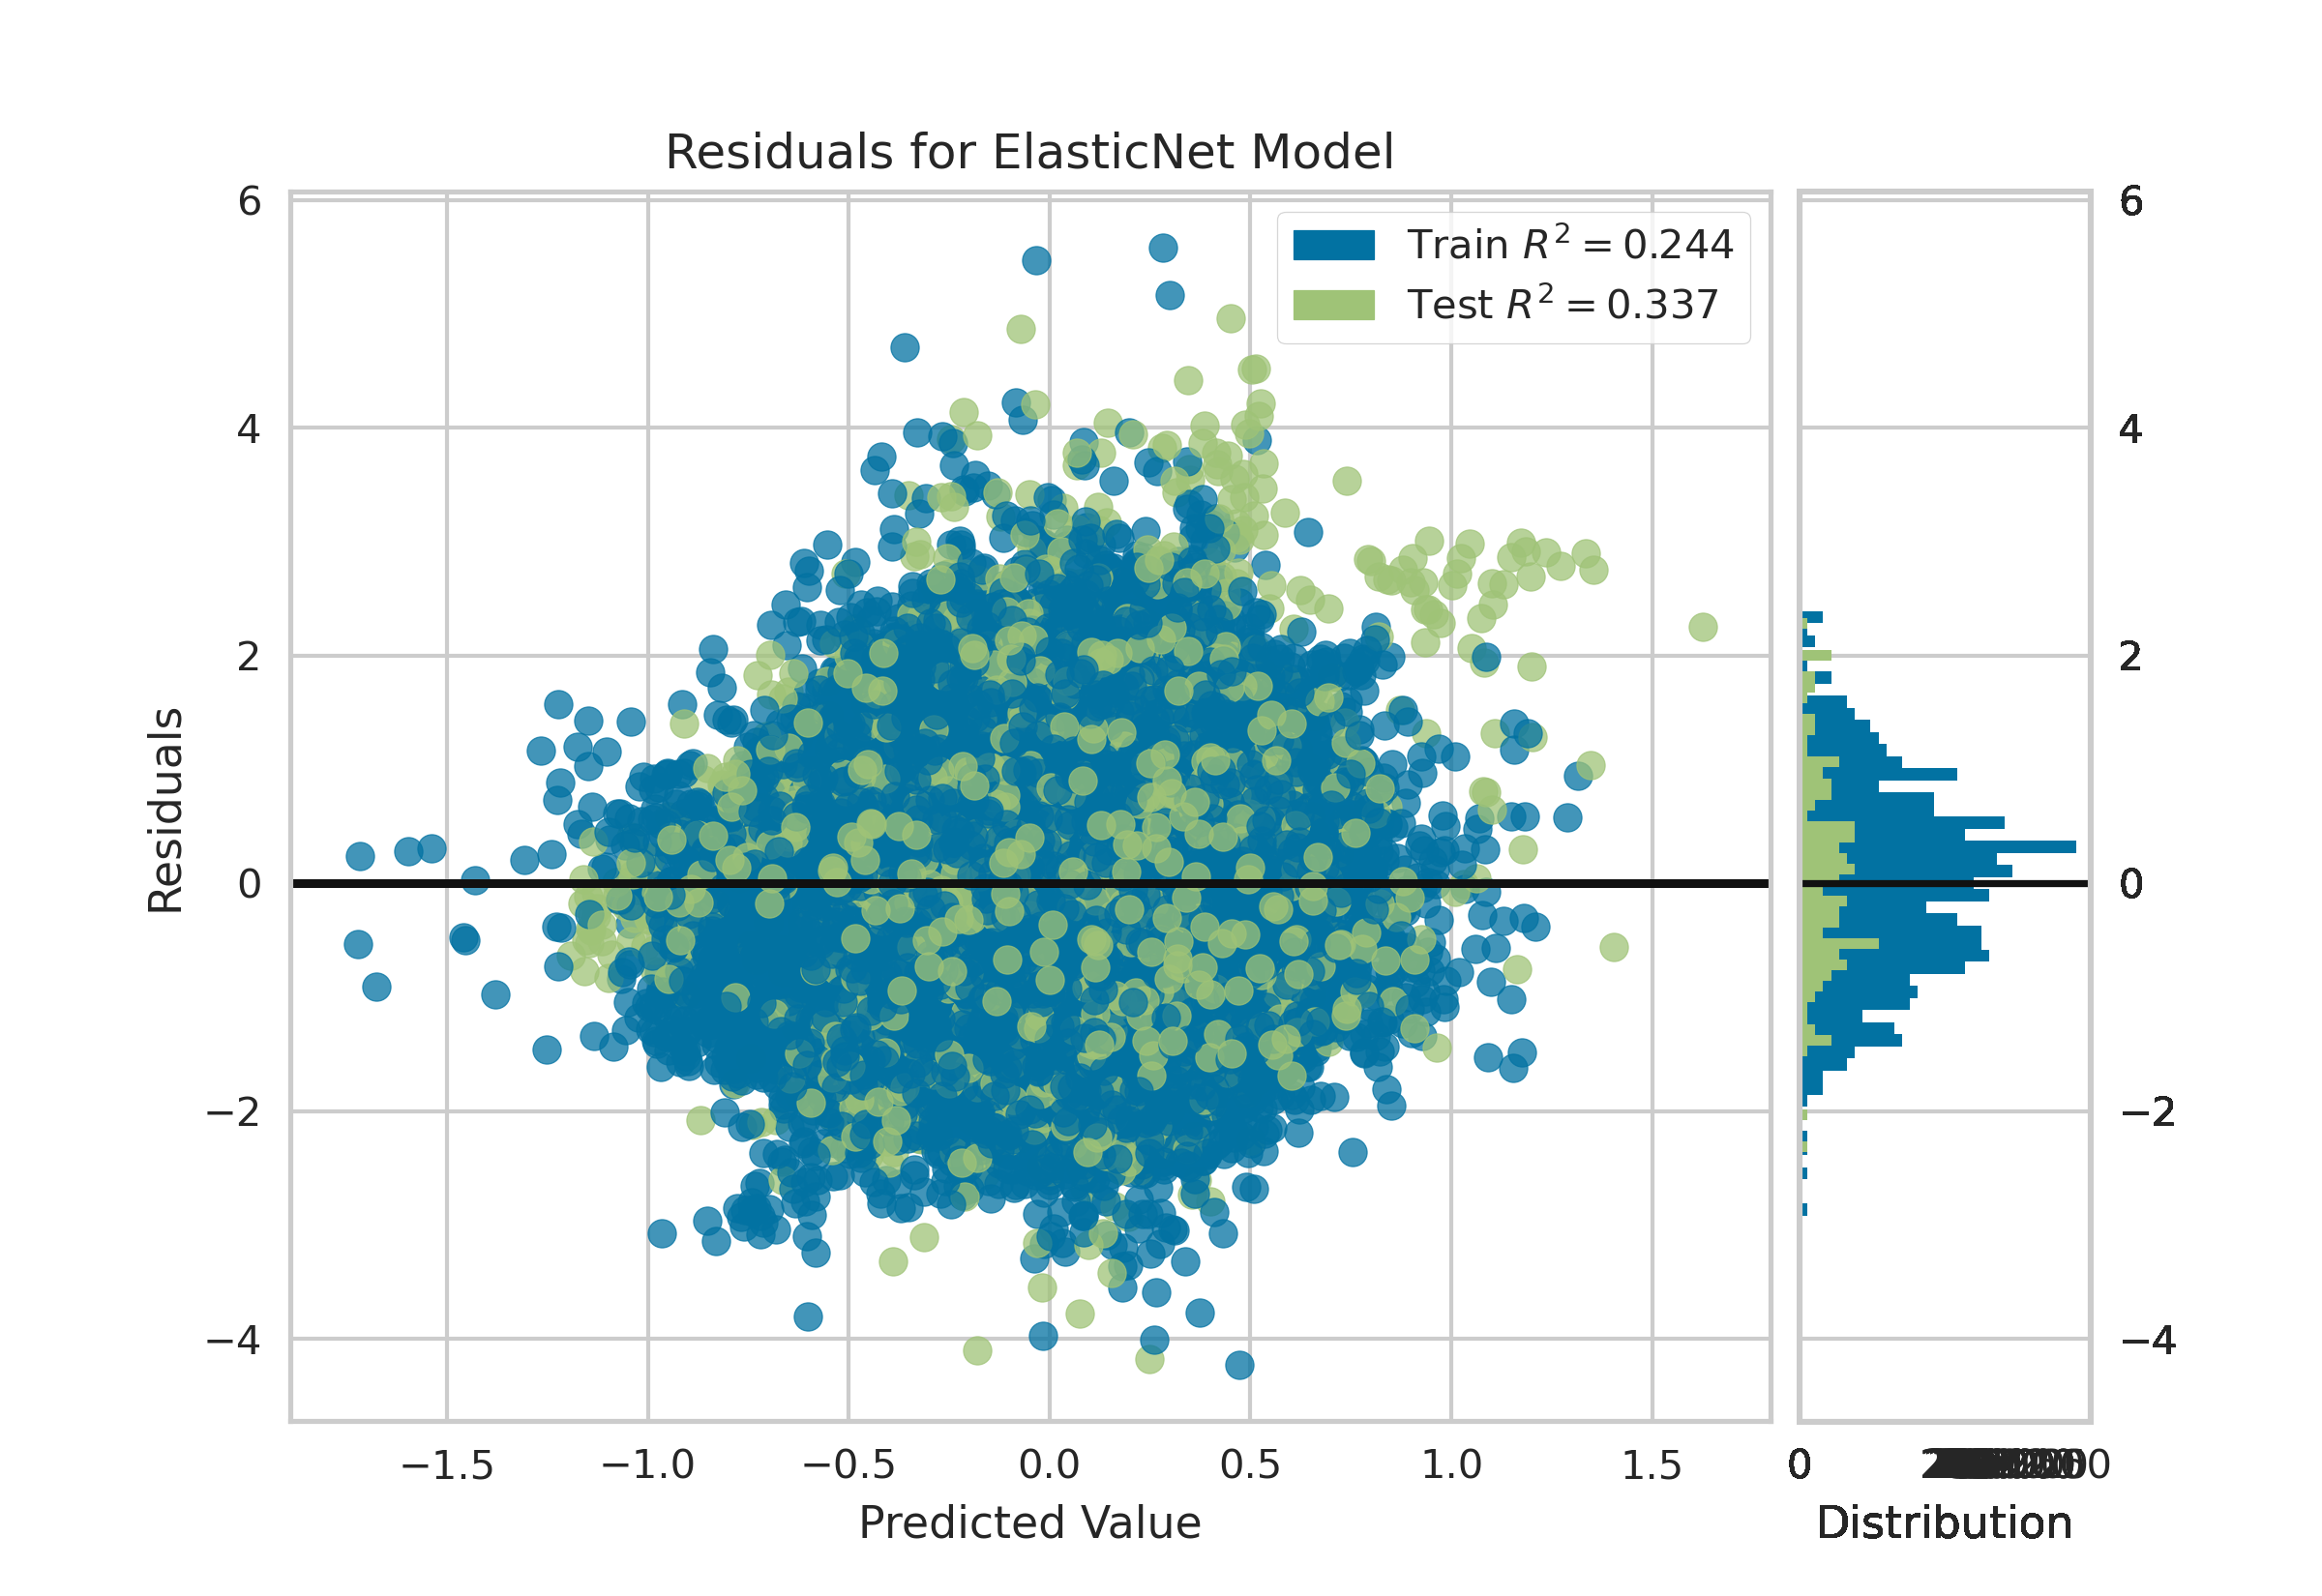 Residuals for ElasticNet Model
Train R² = 0.244
Test R² = 0.337
Residuals
6
4
2
0
−2
−4
6
4
2
0
−2
−4
−1.5 −1.0 −0.5 0.0 0.5 1.0 1.5
0
Predicted Value
Distribution